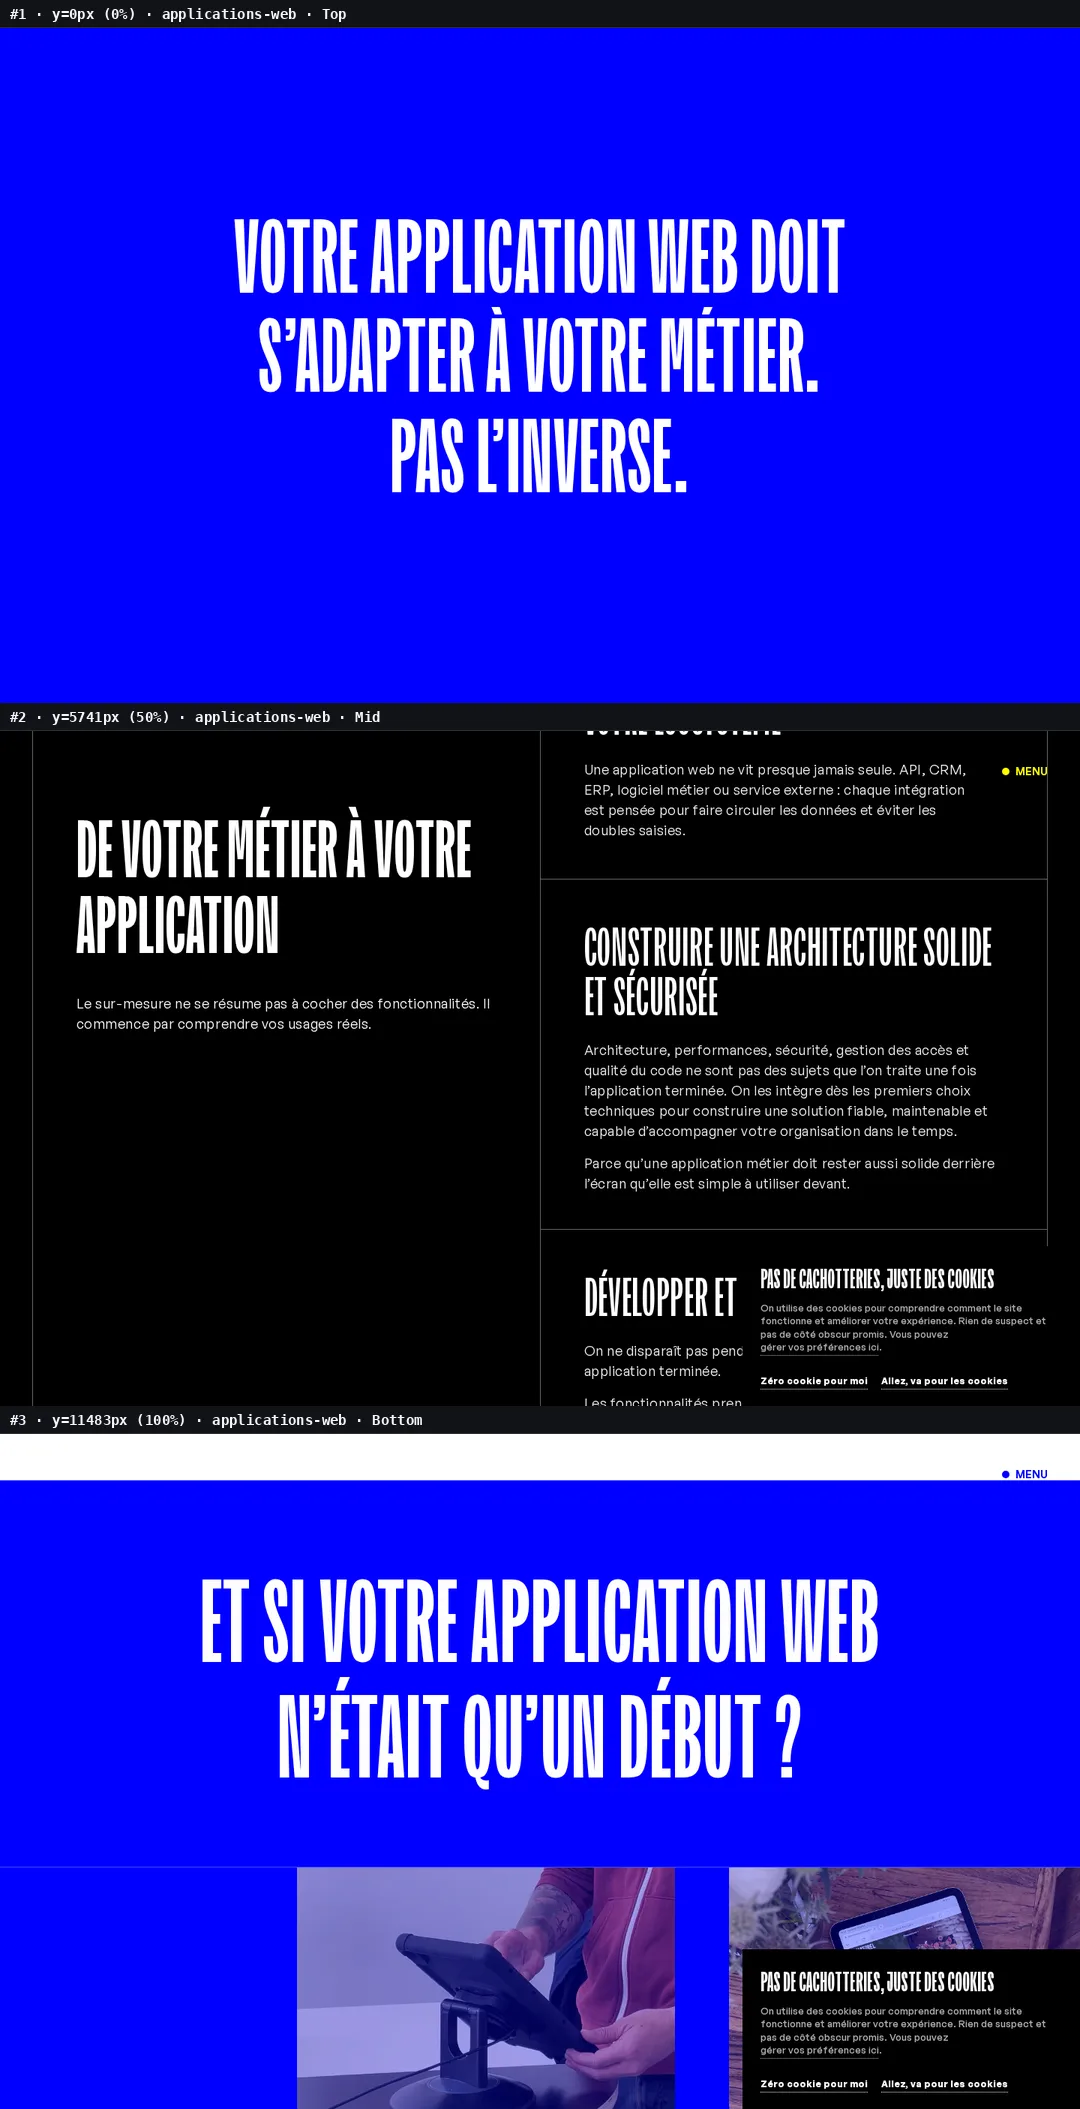 #1 · y=0px (0%) · applications-web · Top
VOTRE APPLICATION WEB DOIT
S’ADAPTER À VOTRE MÉTIER.
PAS L’INVERSE.
#2 · y=5741px (50%) · applications-web · Mid
MENU
DE VOTRE MÉTIER À VOTRE
APPLICATION
Le sur-mesure ne se résume pas à cocher des fonctionnalités. Il
commence par comprendre vos usages réels.
VOTRE ÉCOSYSTÈME
Une application web ne vit presque jamais seule. API, CRM,
ERP, logiciel métier ou service externe : chaque intégration
est pensée pour faire circuler les données et éviter les
doubles saisies.
CONSTRUIRE UNE ARCHITECTURE SOLIDE
ET SÉCURISÉE
Architecture, performances, sécurité, gestion des accès et
qualité du code ne sont pas des sujets que l’on traite une fois
l’application terminée. On les intègre dès les premiers choix
techniques pour construire une solution fiable, maintenable et
capable d’accompagner votre organisation dans le temps.
Parce qu’une application métier doit rester aussi solide derrière
l’écran qu’elle est simple à utiliser devant.
DÉVELOPPER ET
On ne disparaît pas pend
application terminée.
Les fonctionnalités pren
PAS DE CACHOTTERIES, JUSTE DES COOKIES
On utilise des cookies pour comprendre comment le site
fonctionne et améliorer votre expérience. Rien de suspect et
pas de côté obscur promis. Vous pouvez
gérer vos préférences ici.
Zéro cookie pour moi Allez, va pour les cookies
#3 · y=11483px (100%) · applications-web · Bottom
MENU
ET SI VOTRE APPLICATION WEB
N’ÉTAIT QU’UN DÉBUT ?
PAS DE CACHOTTERIES, JUSTE DES COOKIES
On utilise des cookies pour comprendre comment le site
fonctionne et améliorer votre expérience. Rien de suspect et
pas de côté obscur promis. Vous pouvez
gérer vos préférences ici.
Zéro cookie pour moi Allez, va pour les cookies